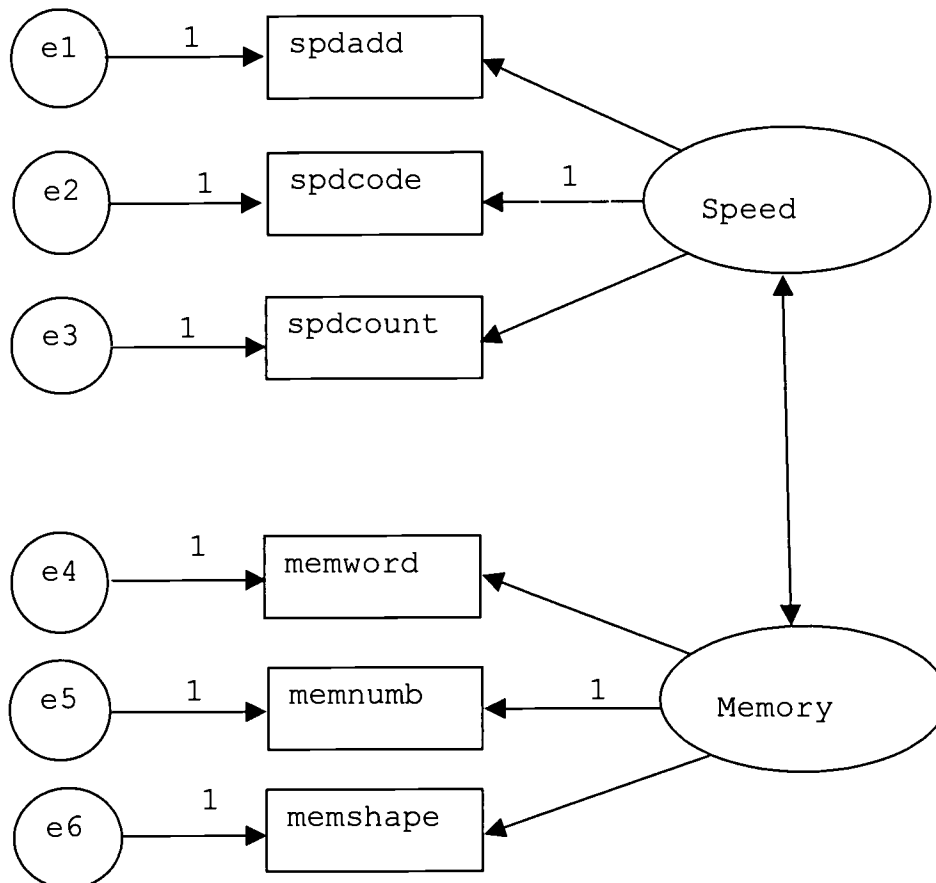 e1
1
spdadd
e2
1
spdcode
1
Speed
e3
1
spdcount
e4
1
memword
e5
1
memnumb
1
Memory
e6
1
memshape